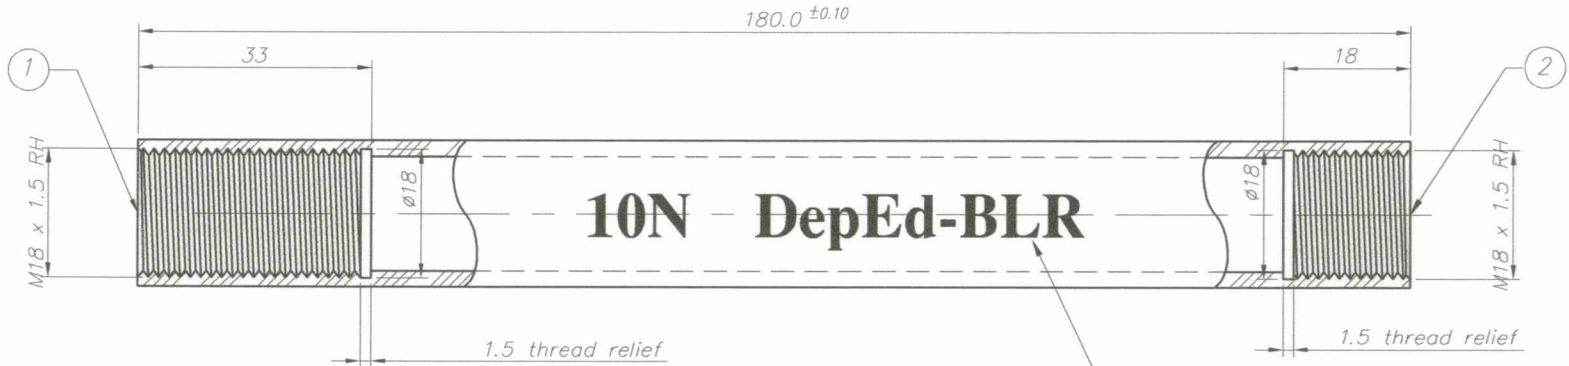 180.0 ±0.10
33
18
1
2
M18 x 1.5 RH
ø18
10N DepEd-BLR
ø18
M18 x 1.5 RH
1.5 thread relief
1.5 thread relief